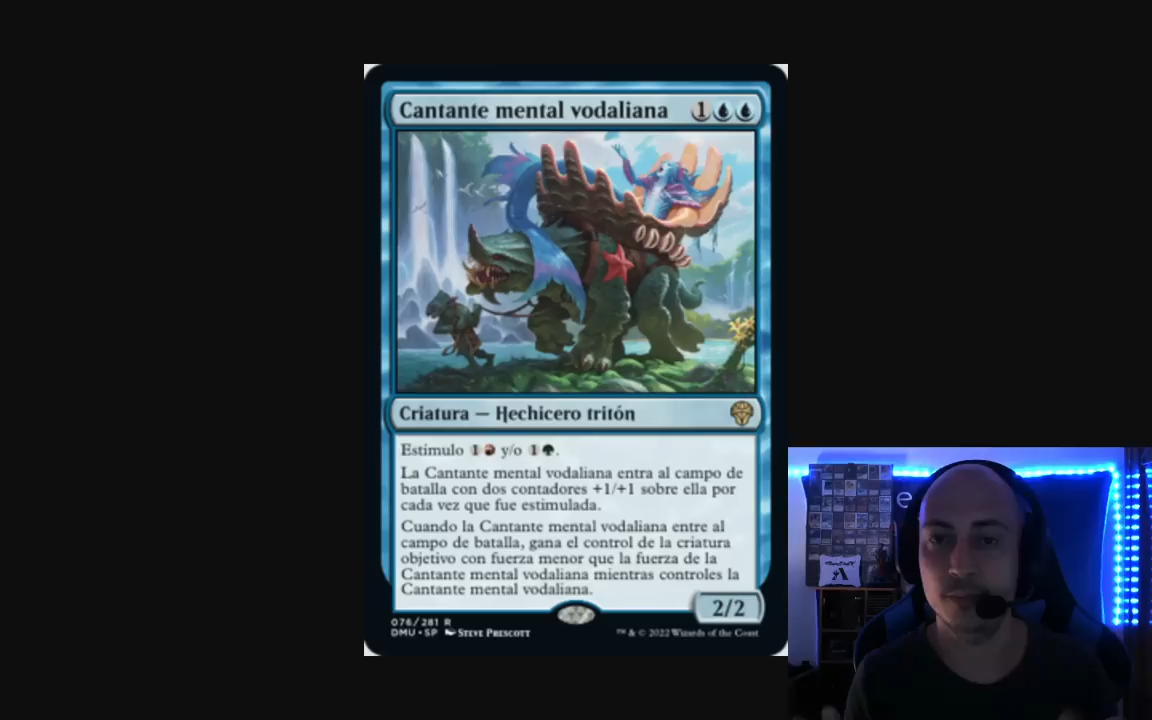 Cantante mental vodaliana 1
Criatura — Hechicero tritón
Estímulo 1 y/o 1.
La Cantante mental vodaliana entra al campo de
batalla con dos contadores +1/+1 sobre ella por
cada vez que fue estimulada.
Cuando la Cantante mental vodaliana entre al
campo de batalla, gana el control de la criatura
objetivo con fuerza menor que la fuerza de la
Cantante mental vodaliana mientras controles la
Cantante mental vodaliana.
2/2
076/281 R
DMU • SP Steve Prescott
™ & © 2022 Wizards of the Coast
e